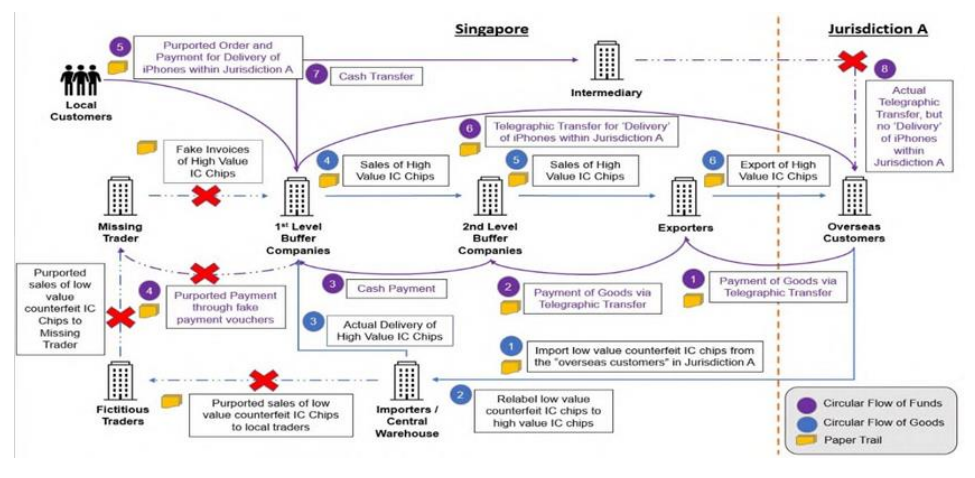 Singapore
Jurisdiction A
5
Purported Order and
Payment for Delivery of
iPhones within Jurisdiction A
7
Cash Transfer
Local
Customers
Intermediary
8
Actual
Telegraphic
Transfer, but
no 'Delivery'
of iPhones
within
Jurisdiction A
6
Telegraphic Transfer for 'Delivery'
of iPhones within Jurisdiction A
Fake Invoices
of High Value
IC Chips
4
Sales of High
Value IC Chips
5
Sales of High
Value IC Chips
6
Export of High
Value IC Chips
Missing
Trader
1st Level
Buffer
Companies
2nd Level
Buffer
Companies
Exporters
Overseas
Customers
Purported
sales of low
value
counterfeit IC
Chips to
Missing
Trader
4
Purported Payment
through fake
payment vouchers
3
Cash Payment
2
Payment of Goods via
Telegraphic Transfer
1
Payment of Goods via
Telegraphic Transfer
3
Actual Delivery of
High Value IC Chips
1
Import low value counterfeit IC chips from
the "overseas customers" in Jurisdiction A
Fictitious
Traders
Purported sales of low
value counterfeit IC Chips
to local traders
Importers /
Central
Warehouse
2
Relabel low value
counterfeit IC chips to
high value IC chips
Circular Flow of Funds
Circular Flow of Goods
Paper Trail